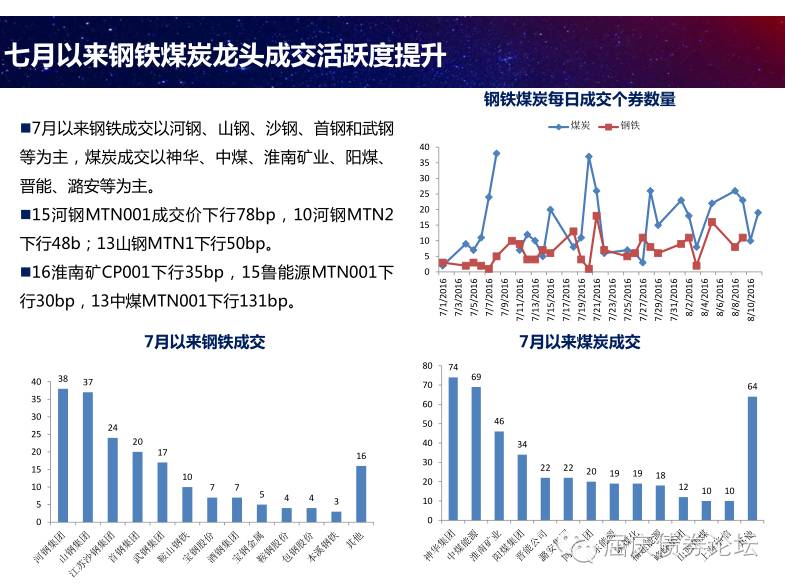 七月以来钢铁煤炭龙头成交活跃度提升
■7月以来钢铁成交以河钢、山钢、沙钢、首钢和武钢
等为主，煤炭成交以神华、中煤、淮南矿业、阳煤、
晋能、潞安等为主。
■15河钢MTN001成交价下行78bp，10河钢MTN2
下行48b；13山钢MTN1下行50bp。
■16淮南矿CP001下行35bp，15鲁能源MTN001下
行30bp，13中煤MTN001下行131bp。
钢铁煤炭每日成交个券数量
煤炭 钢铁
40
35
30
25
20
15
10
5
0
7/1/2016
7/3/2016
7/5/2016
7/7/2016
7/9/2016
7/11/2016
7/13/2016
7/15/2016
7/17/2016
7/19/2016
7/21/2016
7/23/2016
7/25/2016
7/27/2016
7/29/2016
7/31/2016
8/2/2016
8/4/2016
8/6/2016
8/8/2016
8/10/2016
7月以来钢铁成交
40
35
30
25
20
15
10
5
0
38
37
24
20
17
10
7
7
5
4
4
3
16
河钢集团
山钢集团
江苏沙钢集团
首钢集团
武钢集团
鞍山钢铁
宝钢股份
酒钢集团
宝钢金属
鞍钢股份
包钢股份
本溪钢铁
其他
7月以来煤炭成交
80
70
60
50
40
30
20
10
0
74
69
46
34
22
22
20
19
19
18
12
10
10
64
神华集团
中煤能源
淮南矿业
阳煤集团
晋能公司
屈庆债券论坛